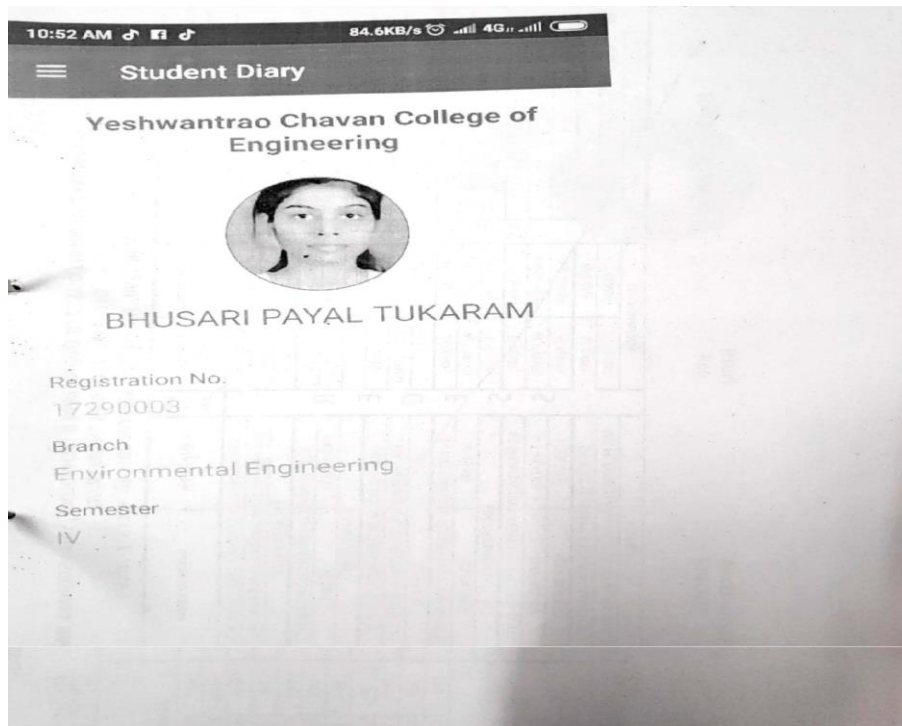 10:52 AM 84.6KB/s 4G
Student Diary
Yeshwantrao Chavan College of
Engineering
BHUSARI PAYAL TUKARAM
Registration No.
17290003
Branch
Environmental Engineering
Semester
IV